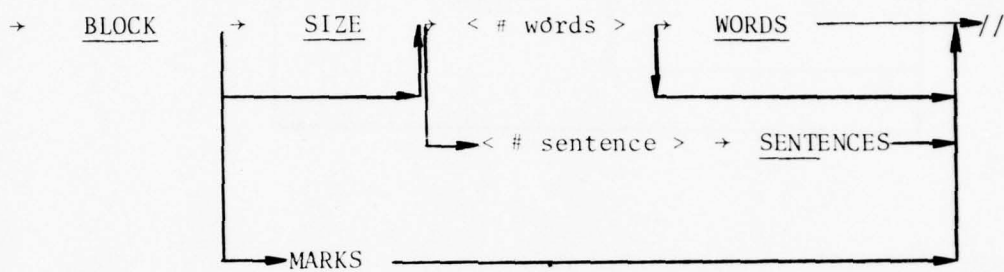 → BLOCK → SIZE → < # words > → WORDS → //
→ < # sentence > → SENTENCES
→ MARKS